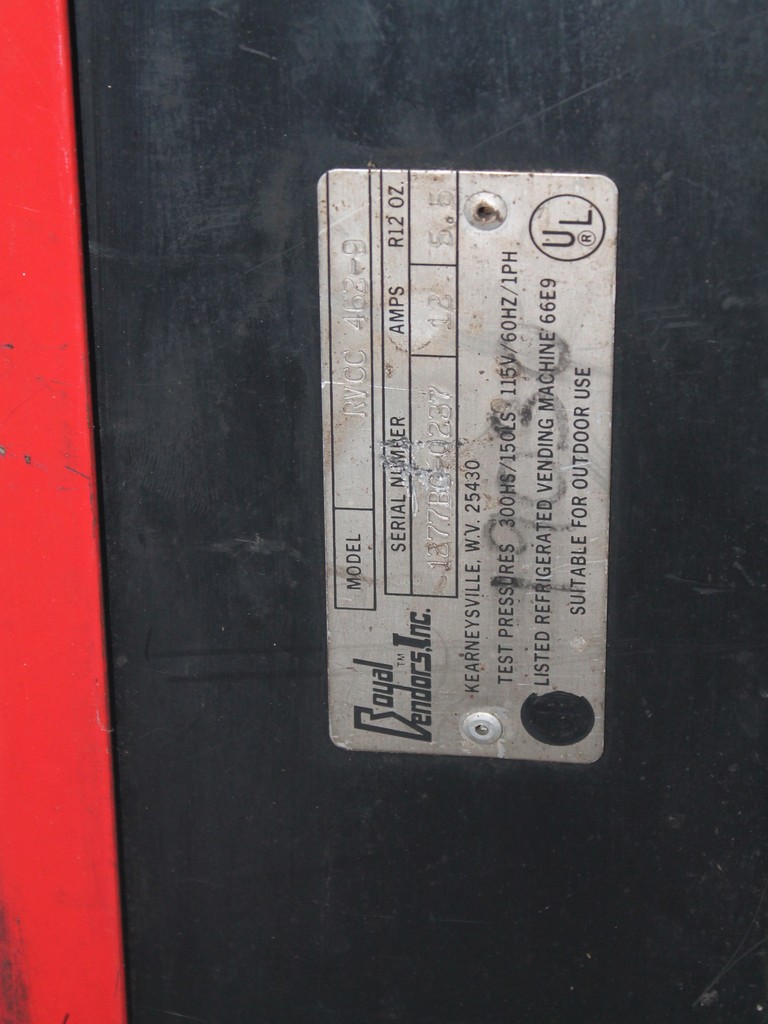 Royal
Vendors, Inc.™
MODEL RVCC 462-9
SERIAL NUMBER AMPS R12 OZ.
12 5.5
KEARNEYSVILLE, W.V. 25430
TEST PRESSURES 300HS/150LS 115V/60HZ/1PH
LISTED REFRIGERATED VENDING MACHINE 66E9
SUITABLE FOR OUTDOOR USE
UL®